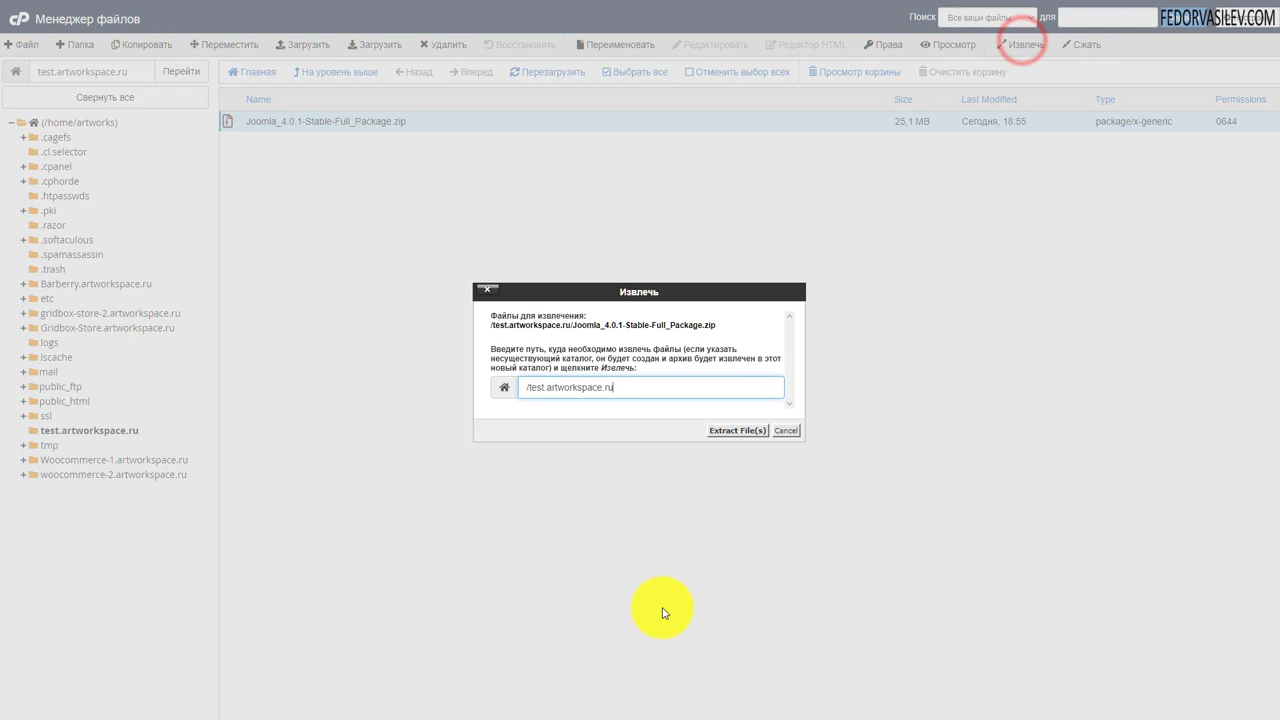 cP Менеджер файлов
Поиск Все ваши файлы для FEDORVASILEV.COM
Файл Папка Копировать Переместить Загрузить Загрузить Удалить Восстановить Переименовать Редактировать Редактор HTML Права Просмотр Извлечь Сжать
test.artworkspace.ru Перейти Главная На уровень выше Назад Вперед Перезагрузить Выбрать все Отменить выбор всех Просмотр корзины Очистить корзину
Свернуть все
Name Size Last Modified Type Permissions
Joomla_4.0.1-Stable-Full_Package.zip 25,1 MB Сегодня, 18:55 package/x-generic 0644
(/home/artworks)
.cagefs
.cl.selector
.cpanel
.cphorde
.htpasswds
.pki
.razor
.softaculous
.spamassassin
.trash
Barberry.artworkspace.ru
etc
gridbox-store-2.artworkspace.ru
Gridbox-Store.artworkspace.ru
logs
lscache
mail
public_ftp
public_html
ssl
test.artworkspace.ru
tmp
Woocommerce-1.artworkspace.ru
woocommerce-2.artworkspace.ru
Извлечь
Файлы для извлечения:
/test.artworkspace.ru/Joomla_4.0.1-Stable-Full_Package.zip
Введите путь, куда необходимо извлечь файлы (если указать
несуществующий каталог, он будет создан и архив будет извлечен в этот
новый каталог) и щелкните Извлечь:
/test.artworkspace.ru
Extract File(s) Cancel